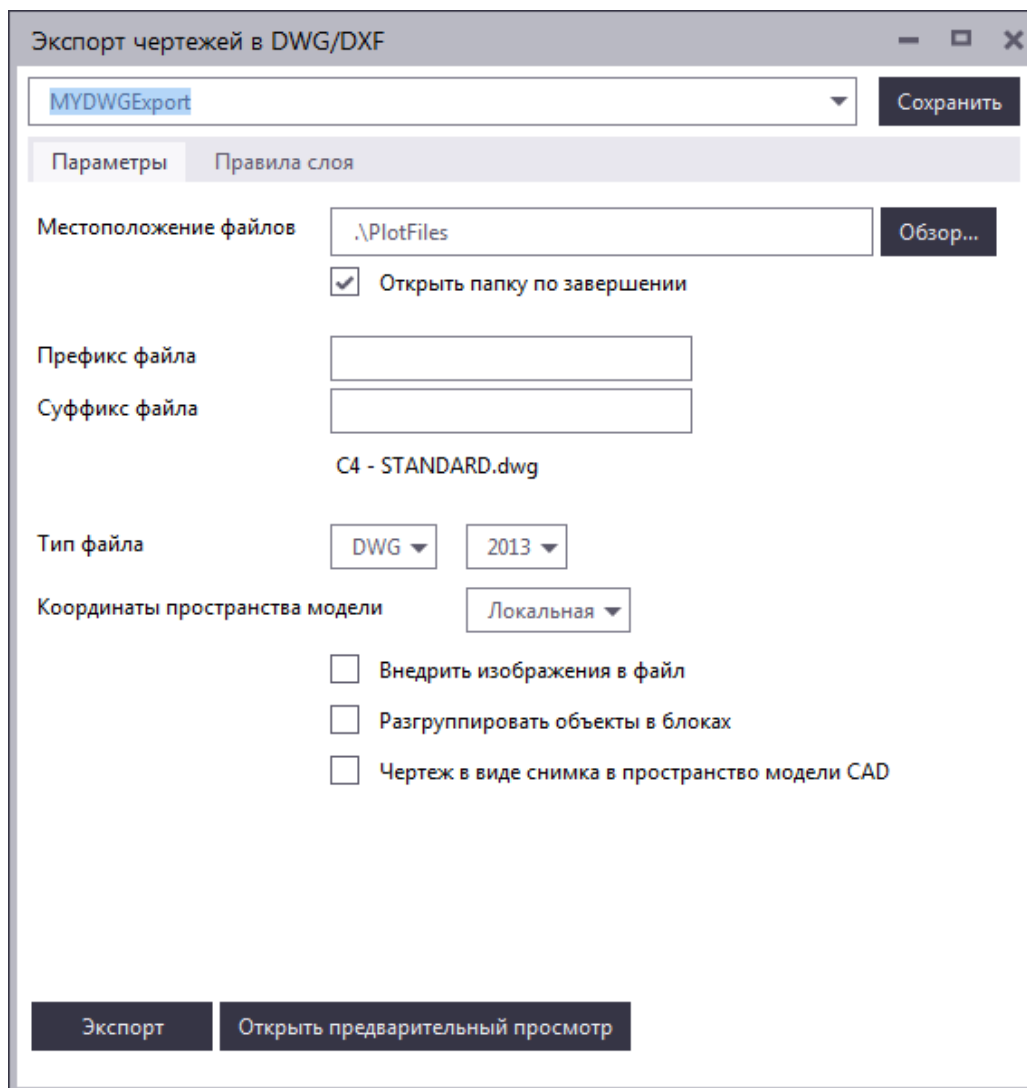 Экспорт чертежей в DWG/DXF
MYDWGExport
Сохранить
Параметры Правила слоя
Местоположение файлов .\PlotFiles Обзор...
Открыть папку по завершении
Префикс файла
Суффикс файла
C4 - STANDARD.dwg
Тип файла DWG 2013
Координаты пространства модели Локальная
Внедрить изображения в файл
Разгруппировать объекты в блоках
Чертеж в виде снимка в пространство модели CAD
Экспорт Открыть предварительный просмотр